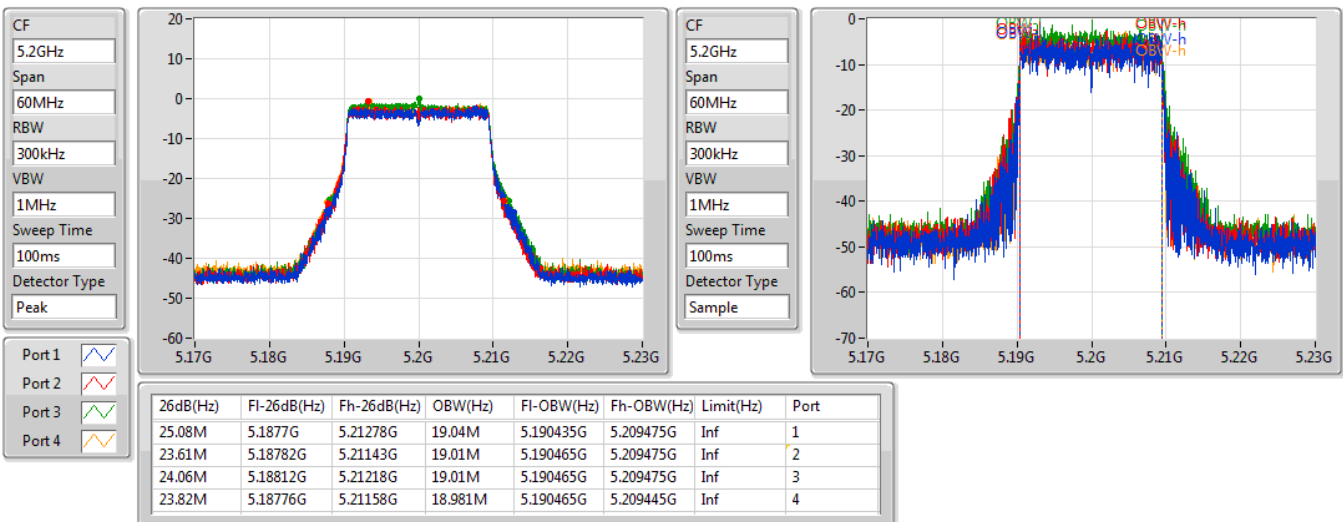 CF
5.2GHz
Span
60MHz
RBW
300kHz
VBW
1MHz
Sweep Time
100ms
Detector Type
Peak
20
10
0
-10
-20
-30
-40
-50
-60
5.17G 5.18G 5.19G 5.2G 5.21G 5.22G 5.23G
CF
5.2GHz
Span
60MHz
RBW
300kHz
VBW
1MHz
Sweep Time
100ms
Detector Type
Sample
0
-10
-20
-30
-40
-50
-60
-70
OBW-h
OBW-h
5.17G 5.18G 5.19G 5.2G 5.21G 5.22G 5.23G
Port 1
Port 2
Port 3
Port 4
26dB(Hz) Fl-26dB(Hz) Fh-26dB(Hz) OBW(Hz) Fl-OBW(Hz) Fh-OBW(Hz) Limit(Hz) Port
25.08M 5.1877G 5.21278G 19.04M 5.190435G 5.209475G Inf 1
23.61M 5.18782G 5.21143G 19.01M 5.190465G 5.209475G Inf 2
24.06M 5.18812G 5.21218G 19.01M 5.190465G 5.209475G Inf 3
23.82M 5.18776G 5.21158G 18.981M 5.190465G 5.209445G Inf 4